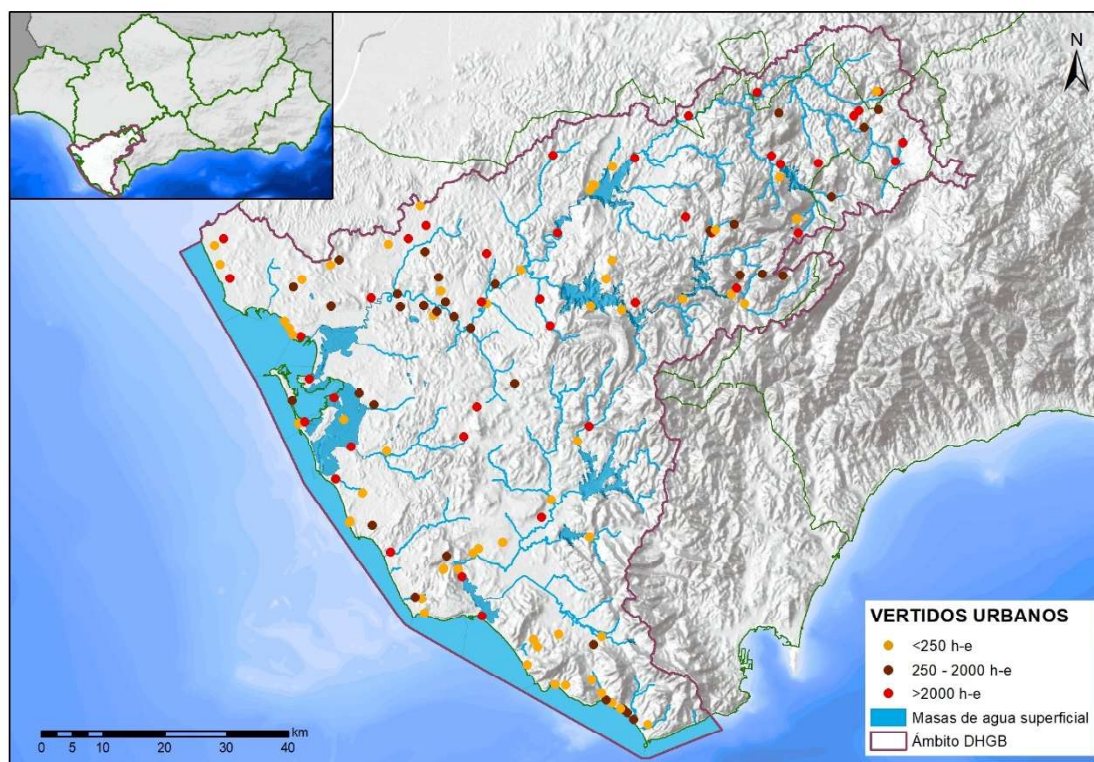 N
VERTIDOS URBANOS
<250 h-e
250 - 2000 h-e
>2000 h-e
Masas de agua superficial
Ámbito DHGB
km
0 5 10 20 30 40